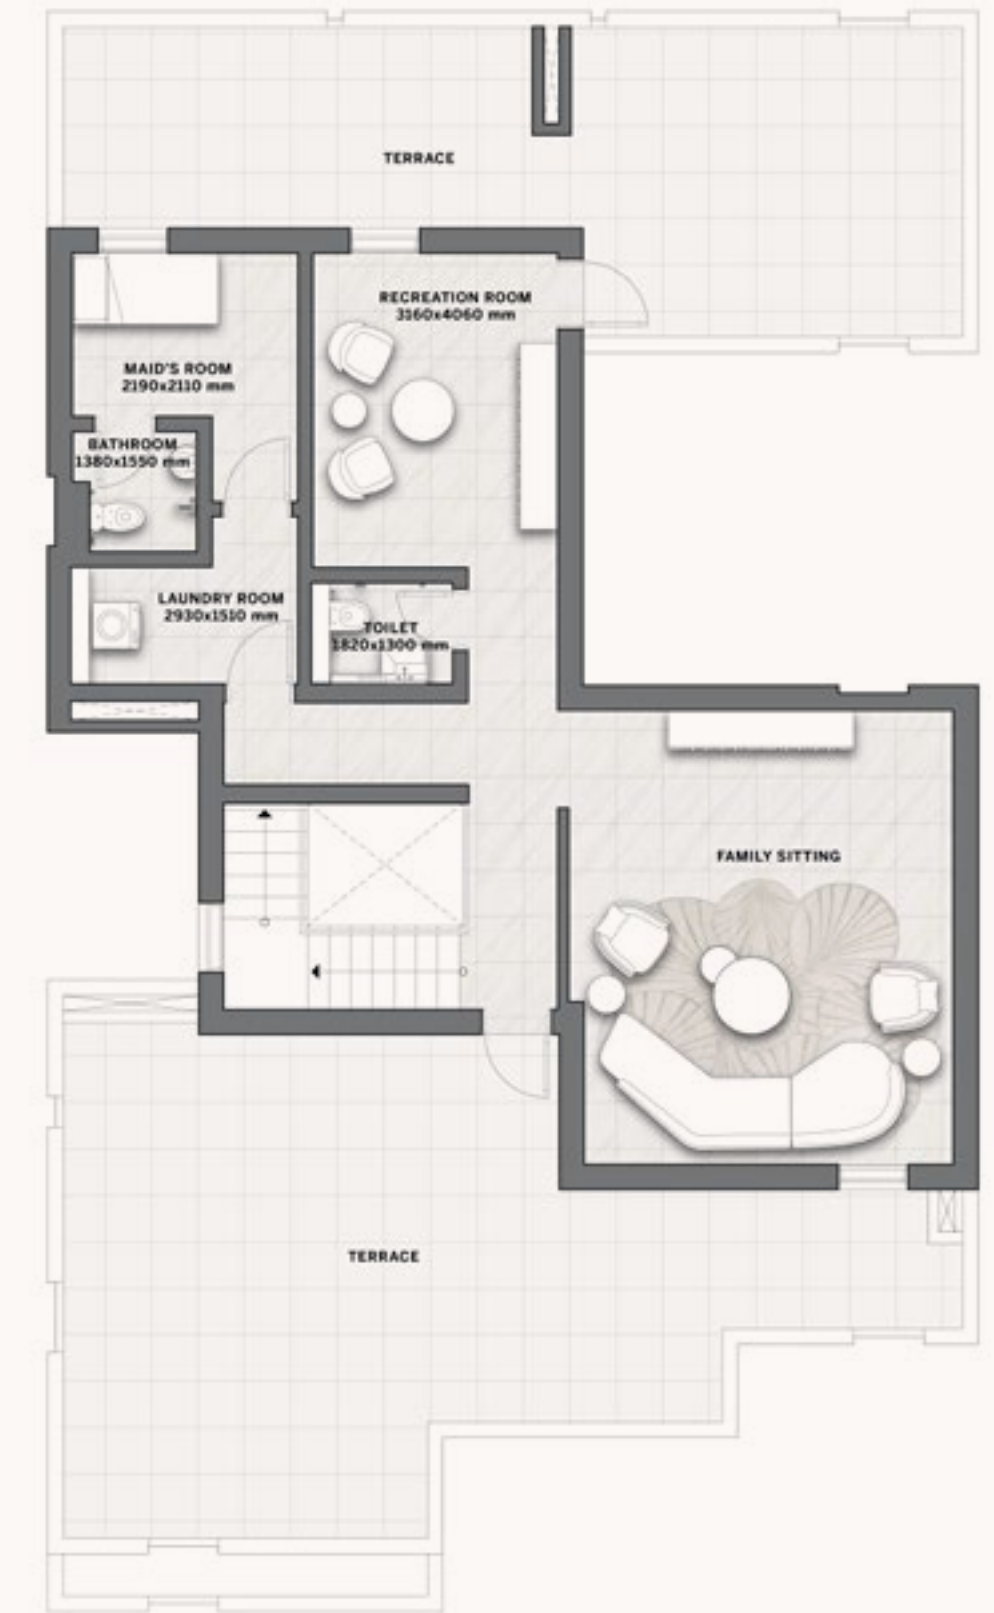 TERRACE
RECREATION ROOM
3160x4060 mm
MAID'S ROOM
2190x2110 mm
BATHROOM
1380x1550 mm
LAUNDRY ROOM
2930x1510 mm
TOILET
1820x1300 mm
FAMILY SITTING
TERRACE